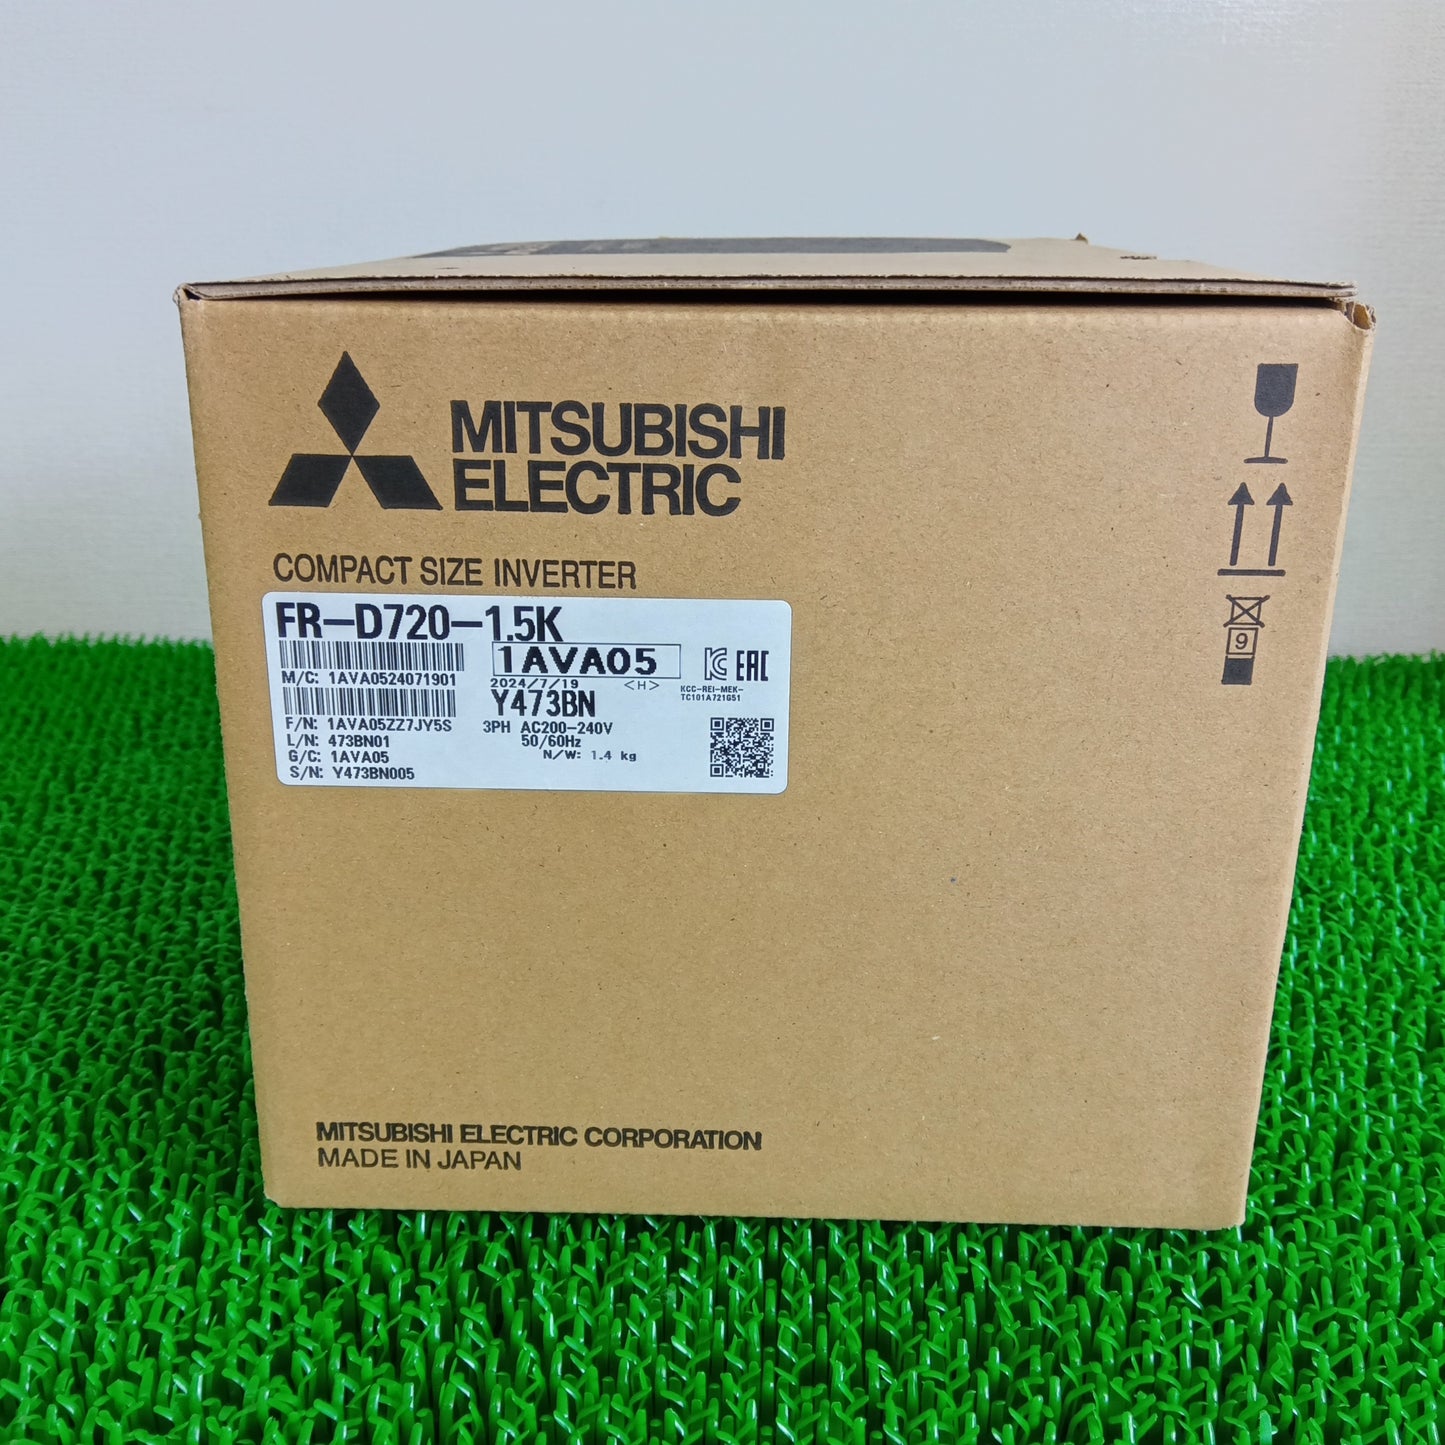 MITSUBISHI
ELECTRIC
COMPACT SIZE INVERTER
FR-D720-1.5K
1AVA05
M/C: 1AVA0524071901
2024/7/19 <H>
Y473BN
KCC-REI-MEK-
TC101A721G51
EAC
F/N: 1AVA05ZZ7JY5S
3PH AC200-240V
L/N: 473BN01
50/60Hz
G/C: 1AVA05
N/W: 1.4 kg
S/N: Y473BN005
9
MITSUBISHI ELECTRIC CORPORATION
MADE IN JAPAN